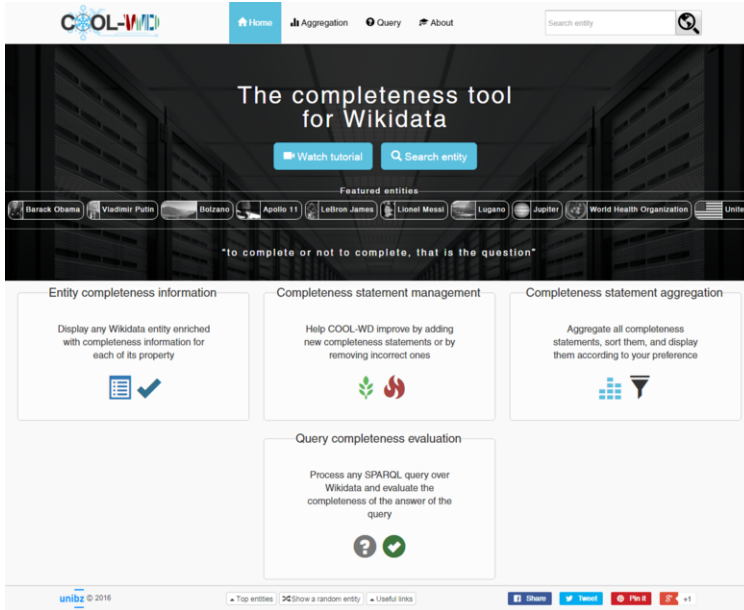 COOL-WD
Home
Aggregation
Query
About
Search entity
The completeness tool
for Wikidata
Watch tutorial
Search entity
Featured entities
Barack Obama
Vladimir Putin
Bolzano
Apollo 11
LeBron James
Lionel Messi
Lugano
Jupiter
World Health Organization
Unite
"to complete or not to complete, that is the question"
Entity completeness information
Display any Wikidata entity enriched
with completeness information for
each of its property
Completeness statement management
Help COOL-WD improve by adding
new completeness statements or by
removing incorrect ones
Completeness statement aggregation
Aggregate all completeness
statements, sort them, and display
them according to your preference
Query completeness evaluation
Process any SPARQL query over
Wikidata and evaluate the
completeness of the answer of the
query
unibz © 2016
Top entities
Show a random entity
Useful links
Share
Tweet
Pin it
+1